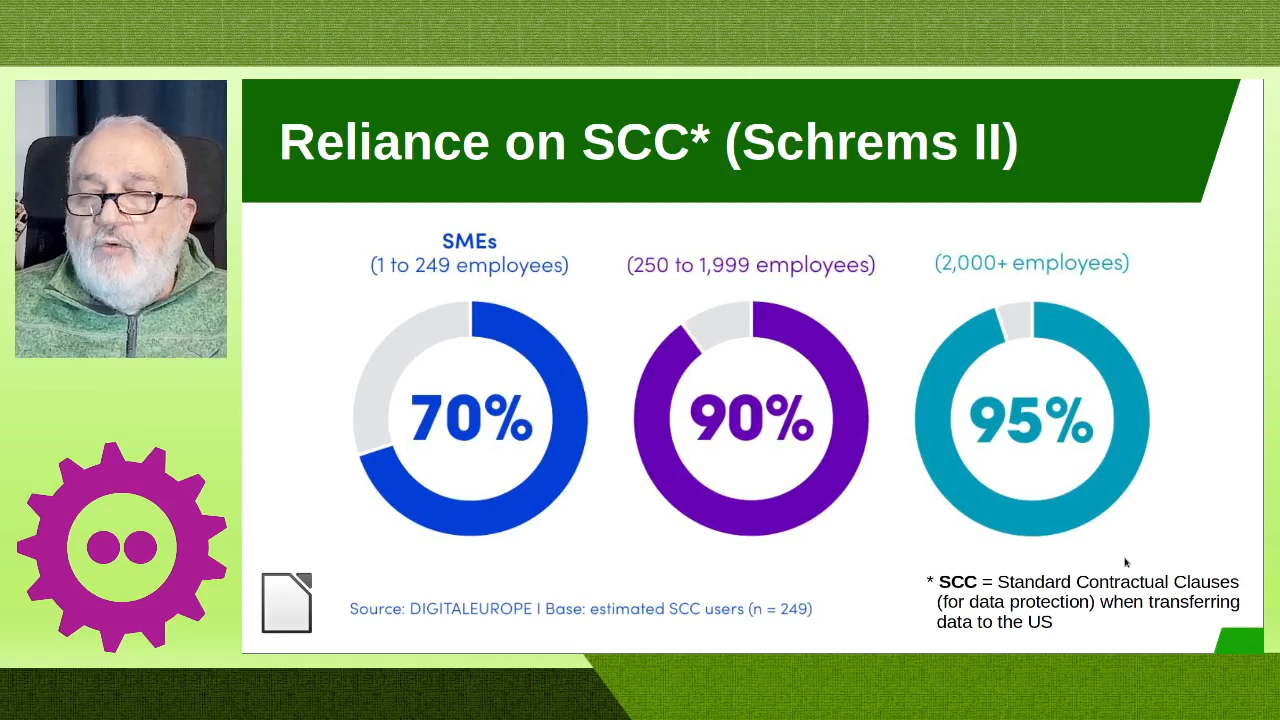 Reliance on SCC* (Schrems II)
SMEs
(1 to 249 employees)
(250 to 1,999 employees)
(2,000+ employees)
70%
90%
95%
Source: DIGITALEUROPE I Base: estimated SCC users (n = 249)
* SCC = Standard Contractual Clauses
(for data protection) when transferring
data to the US